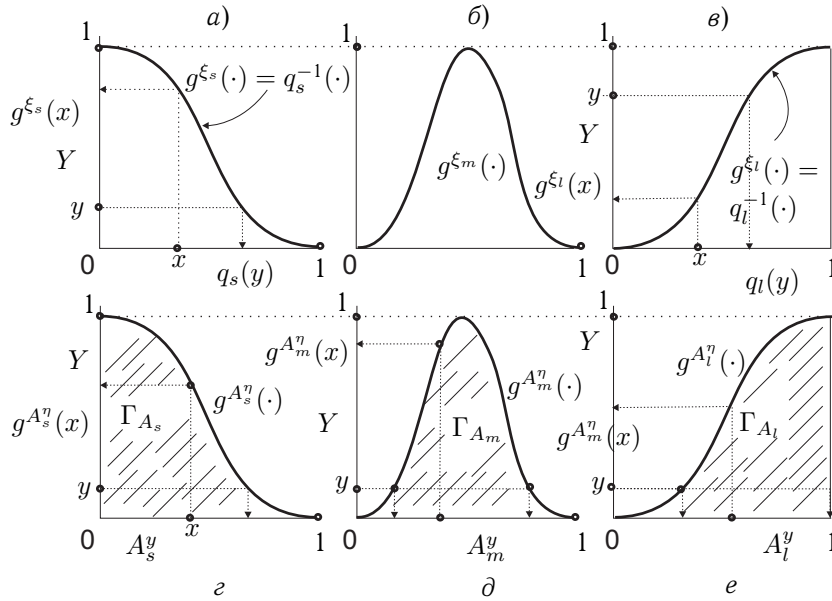 а) б) в)
1 1 1
g^{ξ_s}(·) = q_s^{-1}(·)
g^{ξ_s}(x) y
Y Y
g^{ξ_m}(·) g^{ξ_l}(x) g^{ξ_l}(·) =
q_l^{-1}(·)
y
0 x 1 0 1 0 x 1
q_s(y) q_l(y)
1 1 1
Y g^{A_m^η}(x) Y g^{A_l^η}(·)
g^{A_s^η}(·) g^{A_m^η}(·)
g^{A_s^η}(x) Γ_{A_s} Y Γ_{A_m} g^{A_m^η}(x) Γ_{A_l}
y y y
0 A_s^y x 1 0 A_m^y 1 0 A_l^y 1
г д е